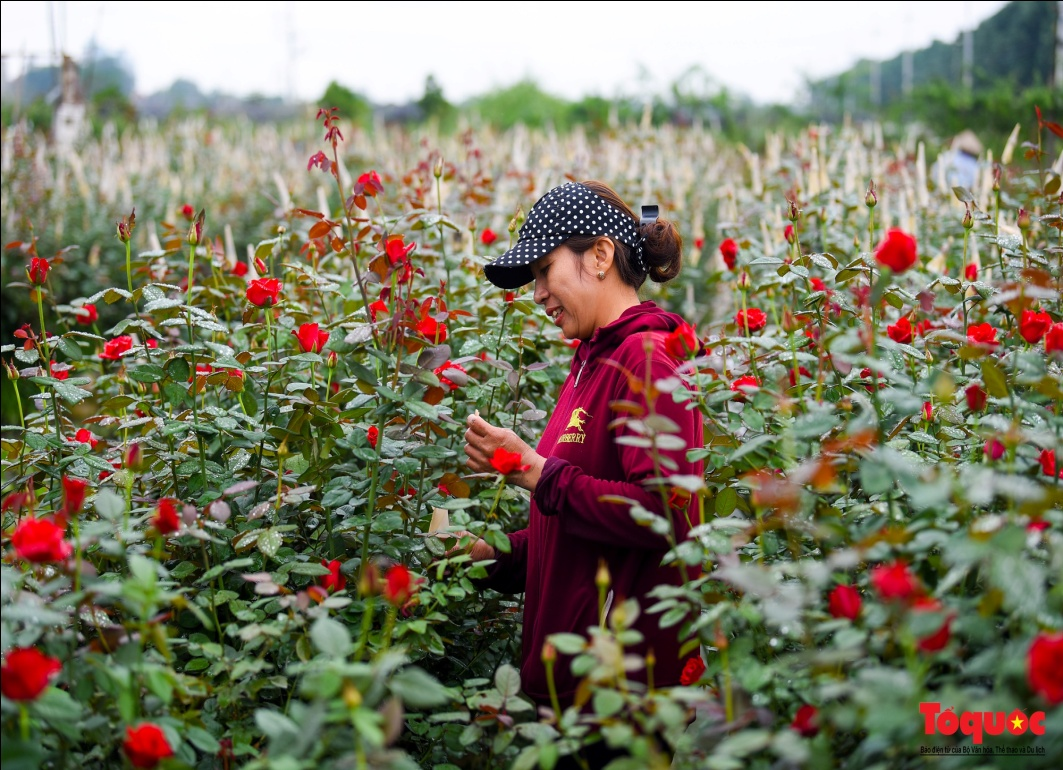 BURBERRY
TổQuốc
Báo điện tử của Bộ Văn hóa, Thể thao và Du lịch